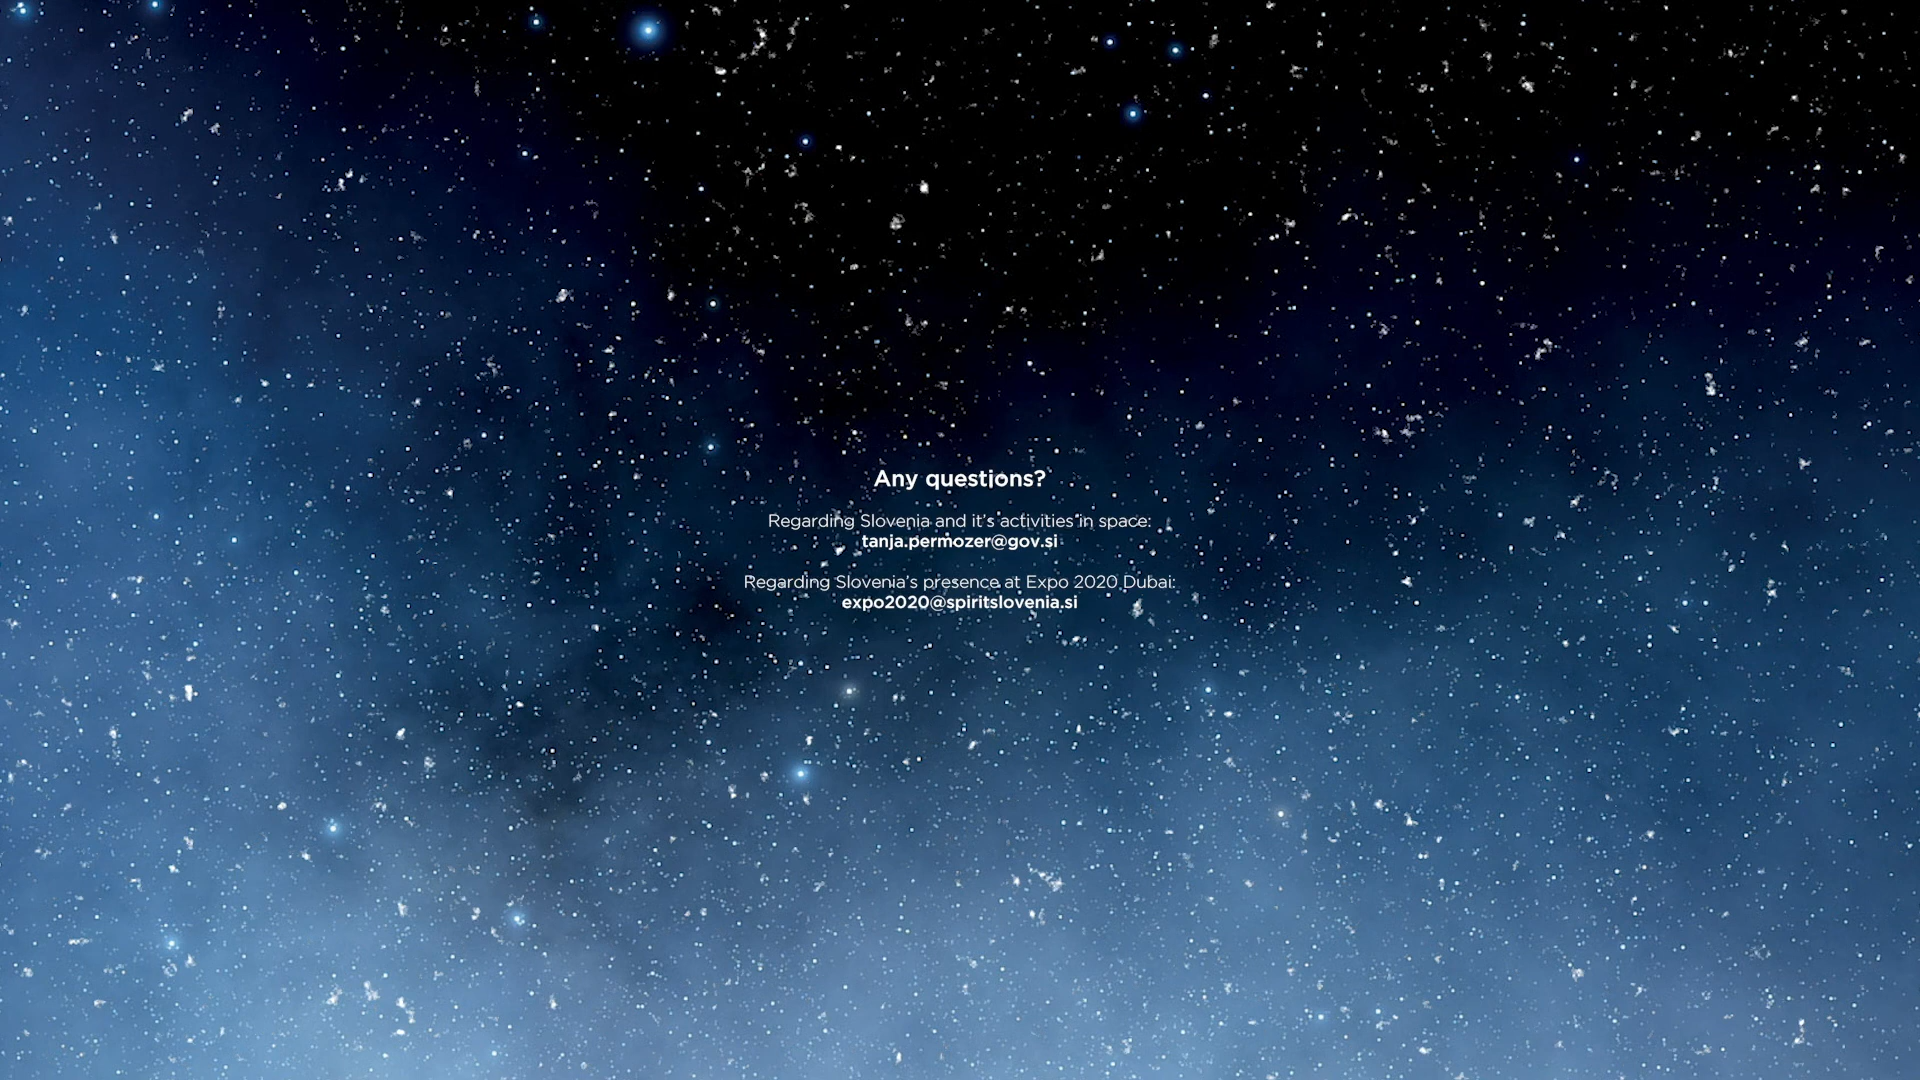 Any questions?
Regarding Slovenia and it's activities in space:
tanja.permozer@gov.si
Regarding Slovenia's presence at Expo 2020 Dubai:
expo2020@spiritslovenia.si